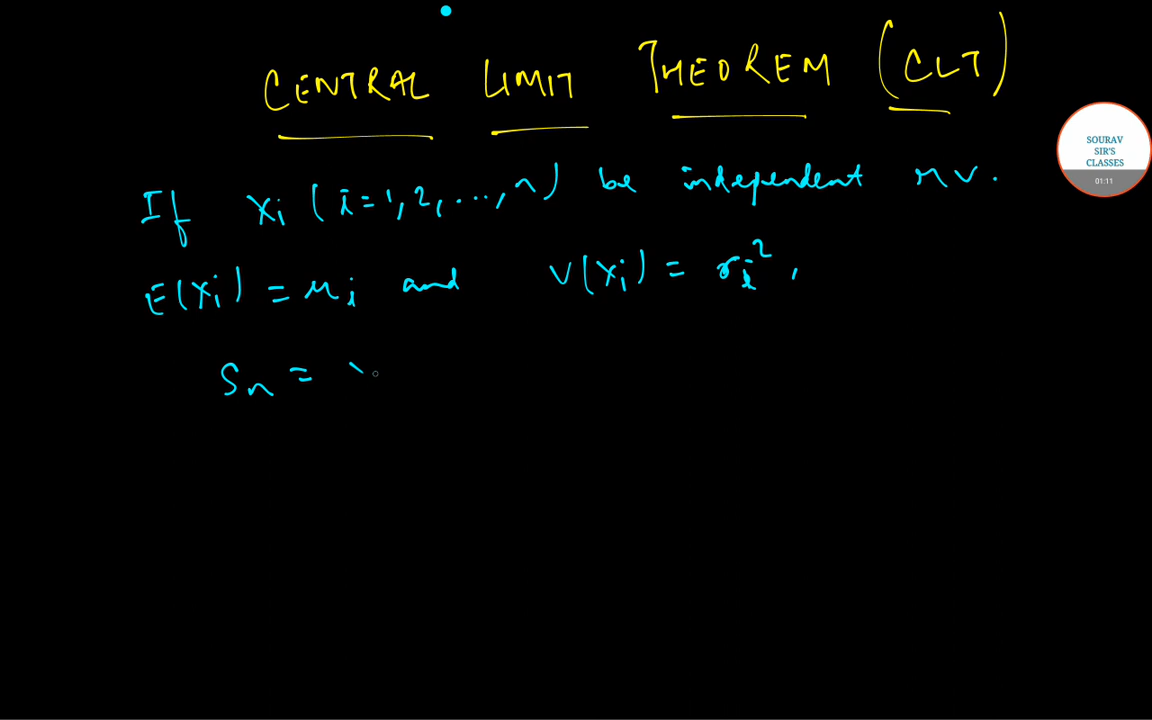 CENTRAL LIMIT THEOREM (CLT)
If Xi (i=1,2,...,n) be independent rv.
E(Xi) = μi and V(Xi) = σi²,
Sn =
SOURAV
SIR'S
CLASSES
01:11